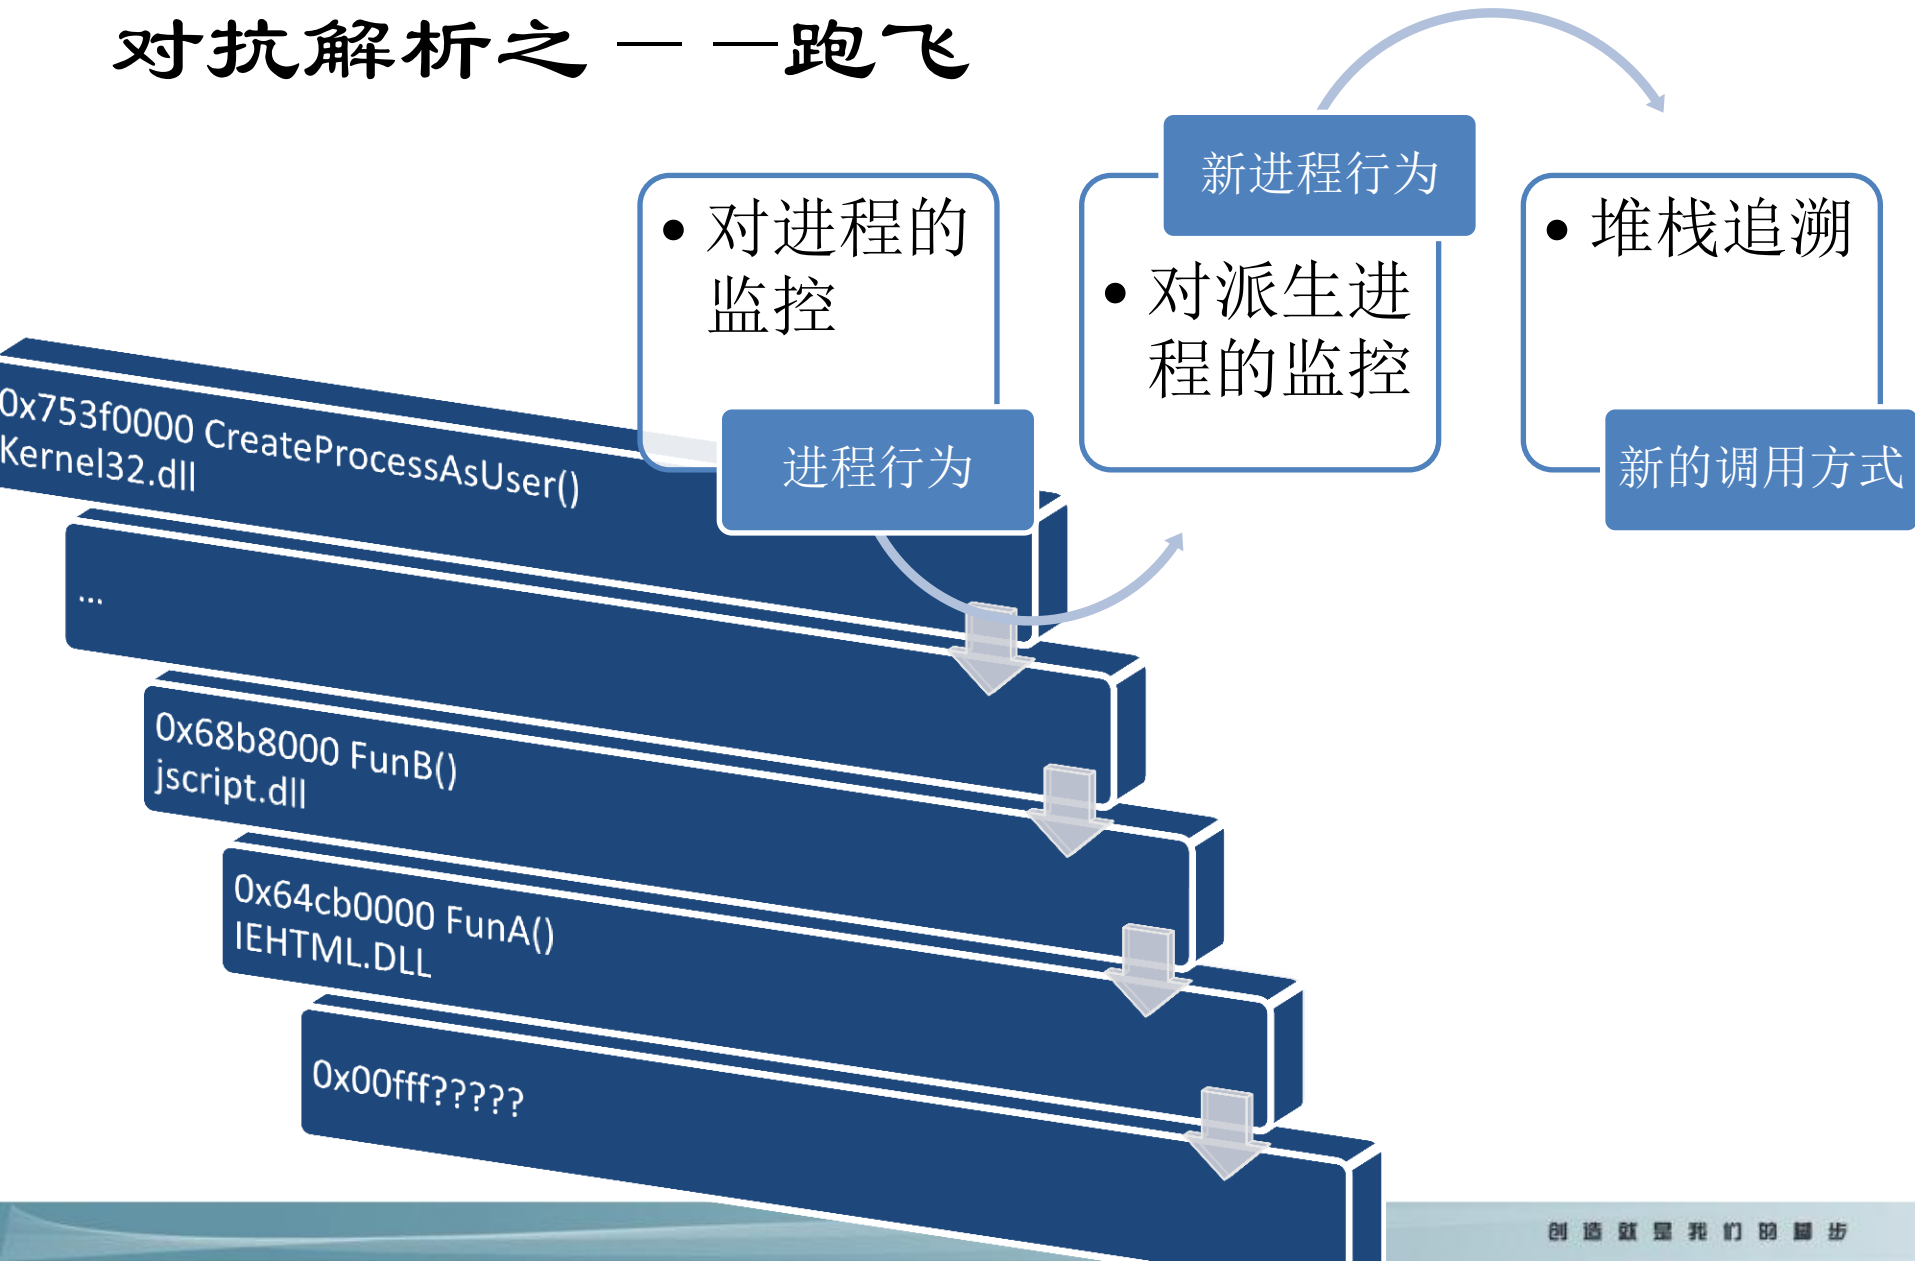 对抗解析之——跑飞
• 对进程的
监控
进程行为
新进程行为
• 对派生进
程的监控
• 堆栈追溯
新的调用方式
0x753f0000 CreateProcessAsUser()
Kernel32.dll
...
0x68b8000 FunB()
jscript.dll
0x64cb0000 FunA()
IEHTML.DLL
0x00fff?????
创造就是我们的脚步